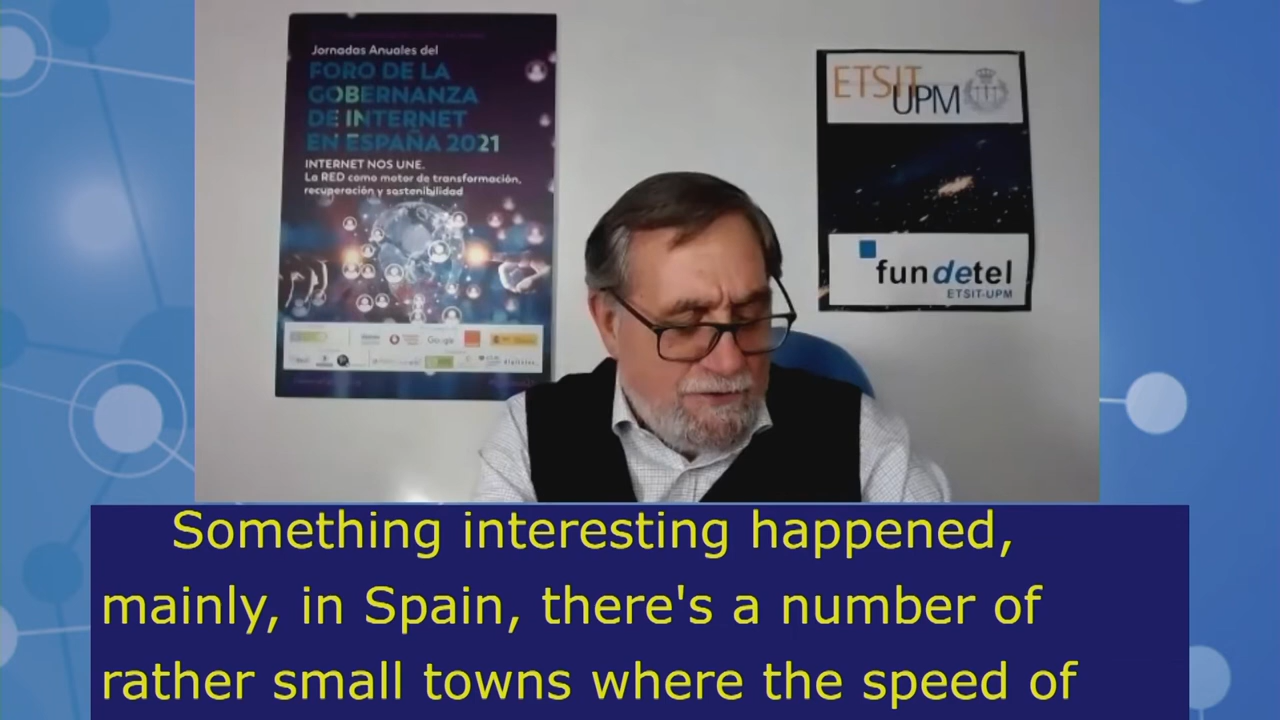 Jornadas Anuales del
FORO DE LA
GOBERNANZA
DE INTERNET
EN ESPAÑA 2021
INTERNET NOS UNE.
La RED como motor de transformación,
recuperación y sostenibilidad
Google
ETSIT
UPM
fundetel
ETSIT-UPM
Something interesting happened,
mainly, in Spain, there's a number of
rather small towns where the speed of